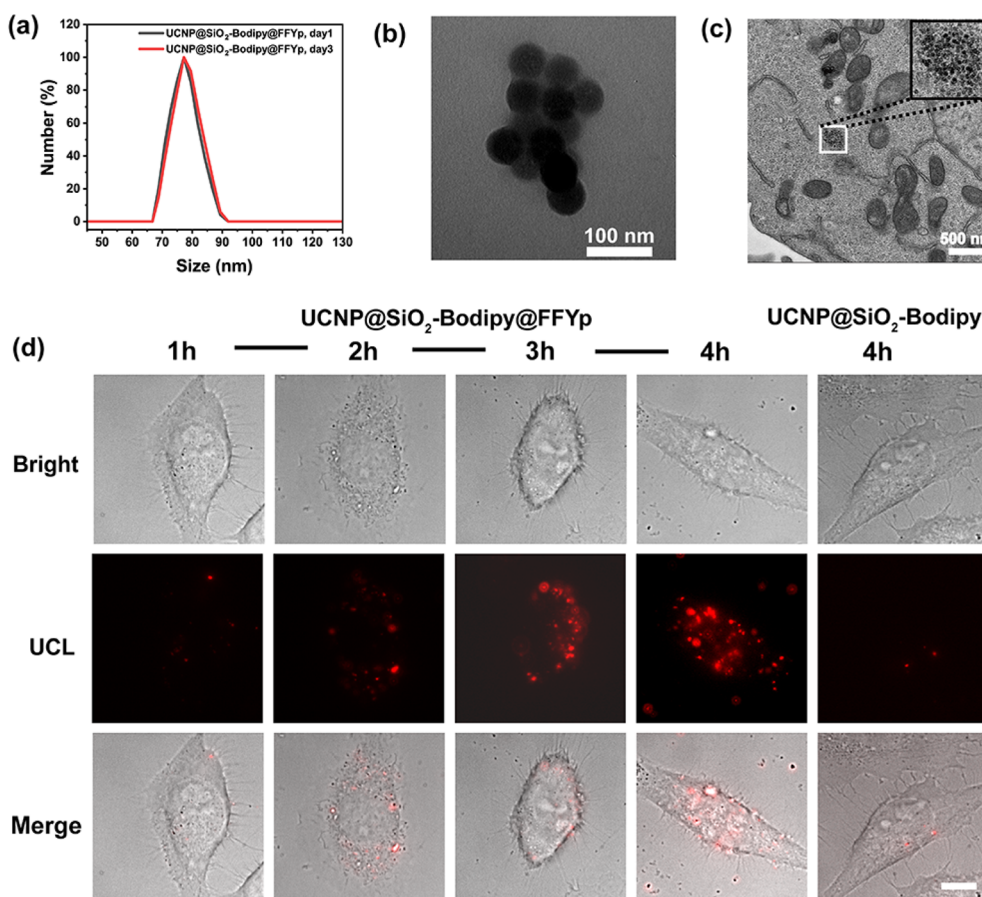 (a)
120
100
80
60
40
20
0
Number (%)
UCNP@SiO₂-Bodipy@FFYp, day1
UCNP@SiO₂-Bodipy@FFYp, day3
50 60 70 80 90 100 110 120 130
Size (nm)
(b)
100 nm
(c)
500 nm
UCNP@SiO₂-Bodipy@FFYp
UCNP@SiO₂-Bodipy
(d)
1h 2h 3h 4h 4h
Bright
UCL
Merge